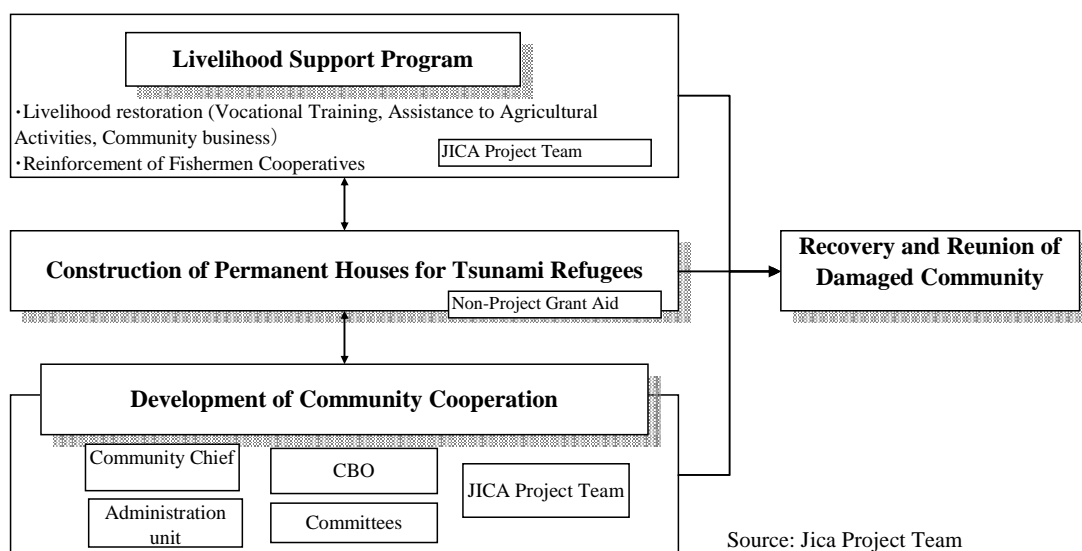 Livelihood Support Program
・Livelihood restoration (Vocational Training, Assistance to Agricultural
Activities, Community business）
・Reinforcement of Fishermen Cooperatives
JICA Project Team
Construction of Permanent Houses for Tsunami Refugees
Non-Project Grant Aid
Recovery and Reunion of
Damaged Community
Development of Community Cooperation
Community Chief
CBO
JICA Project Team
Administration
unit
Committees
Source: Jica Project Team